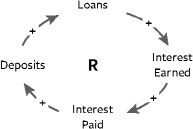 Loans
+
+
Deposits
R
Interest
Earned
+
+
Interest
Paid